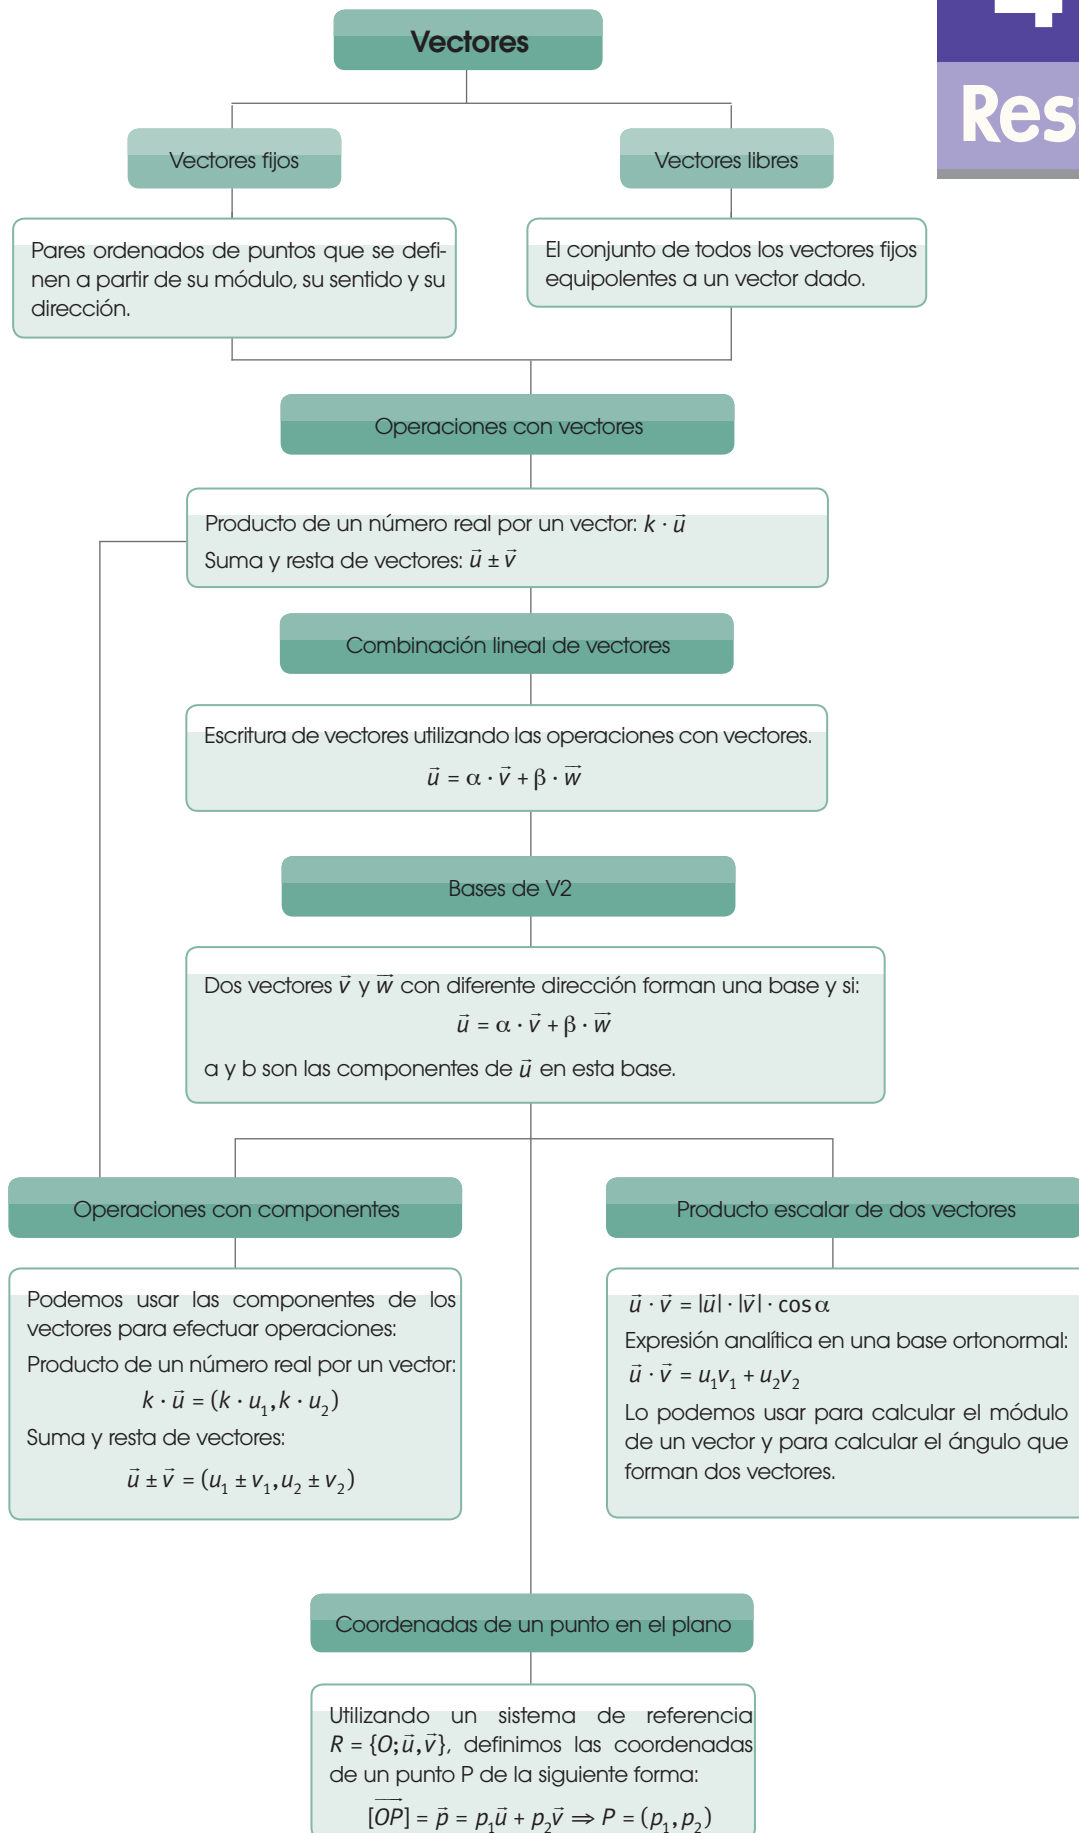 4
Res
Vectores
Vectores fijos
Vectores libres
Pares ordenados de puntos que se defi-
nen a partir de su módulo, su sentido y su
dirección.
El conjunto de todos los vectores fijos
equipolentes a un vector dado.
Operaciones con vectores
Producto de un número real por un vector: k · u⃗
Suma y resta de vectores: u⃗ ± v⃗
Combinación lineal de vectores
Escritura de vectores utilizando las operaciones con vectores.
u⃗ = α · v⃗ + β · w⃗
Bases de V2
Dos vectores v⃗ y w⃗ con diferente dirección forman una base y si:
u⃗ = α · v⃗ + β · w⃗
a y b son las componentes de u⃗ en esta base.
Operaciones con componentes
Podemos usar las componentes de los
vectores para efectuar operaciones:
Producto de un número real por un vector:
k · u⃗ = (k · u₁, k · u₂)
Suma y resta de vectores:
u⃗ ± v⃗ = (u₁ ± v₁, u₂ ± v₂)
Producto escalar de dos vectores
u⃗ · v⃗ = |u⃗| · |v⃗| · cos α
Expresión analítica en una base ortonormal:
u⃗ · v⃗ = u₁v₁ + u₂v₂
Lo podemos usar para calcular el módulo
de un vector y para calcular el ángulo que
forman dos vectores.
Coordenadas de un punto en el plano
Utilizando un sistema de referencia
R = {O; u⃗, v⃗}, definimos las coordenadas
de un punto P de la siguiente forma:
[OP⃗] = p⃗ = p₁u⃗ + p₂v⃗ ⇒ P = (p₁, p₂)